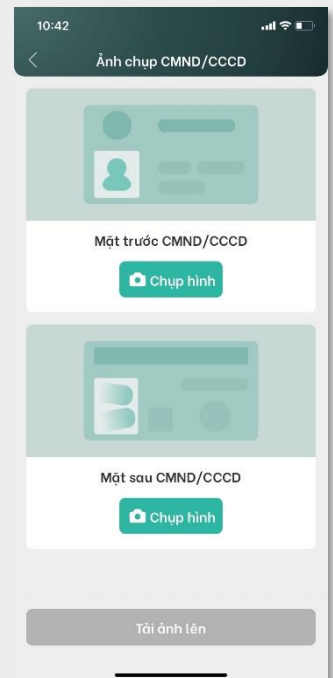 10:42
Ảnh chụp CMND/CCCD
Mặt trước CMND/CCCD
Chụp hình
Mặt sau CMND/CCCD
Chụp hình
Tải ảnh lên